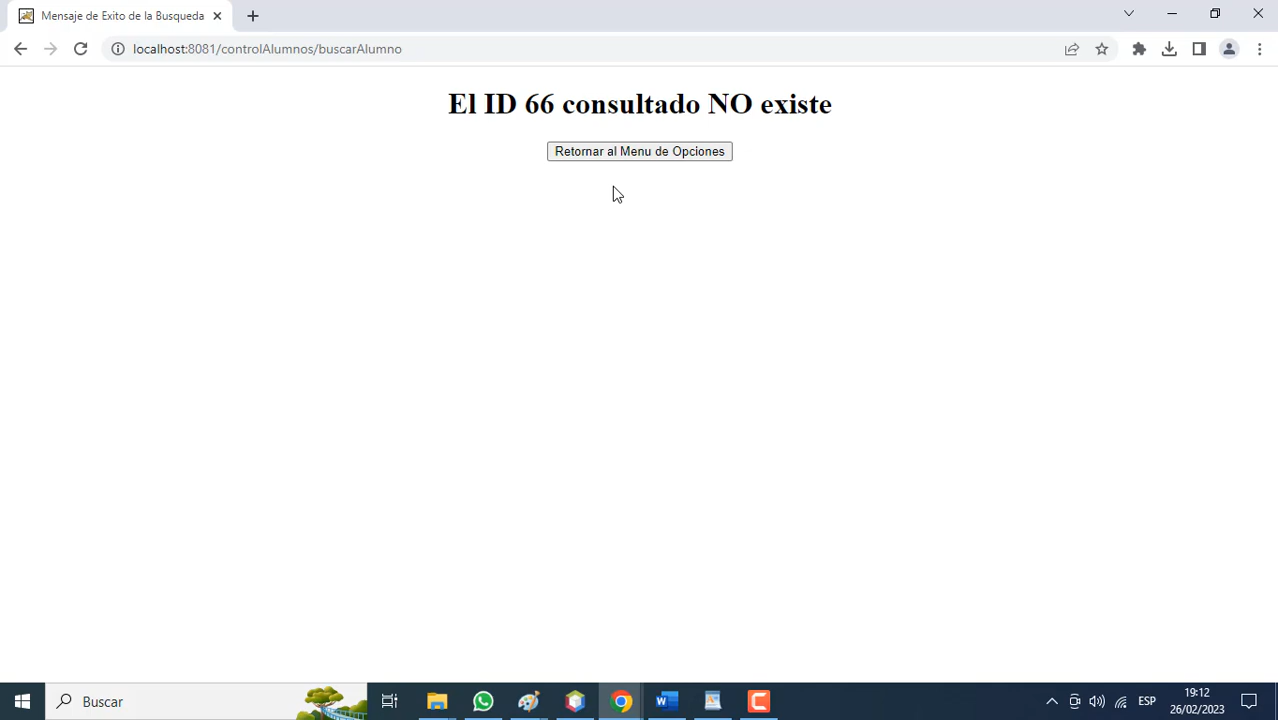 Mensaje de Exito de la Busqueda
localhost:8081/controlAlumnos/buscarAlumno
El ID 66 consultado NO existe
Retornar al Menu de Opciones
Buscar
ESP
19:12
26/02/2023